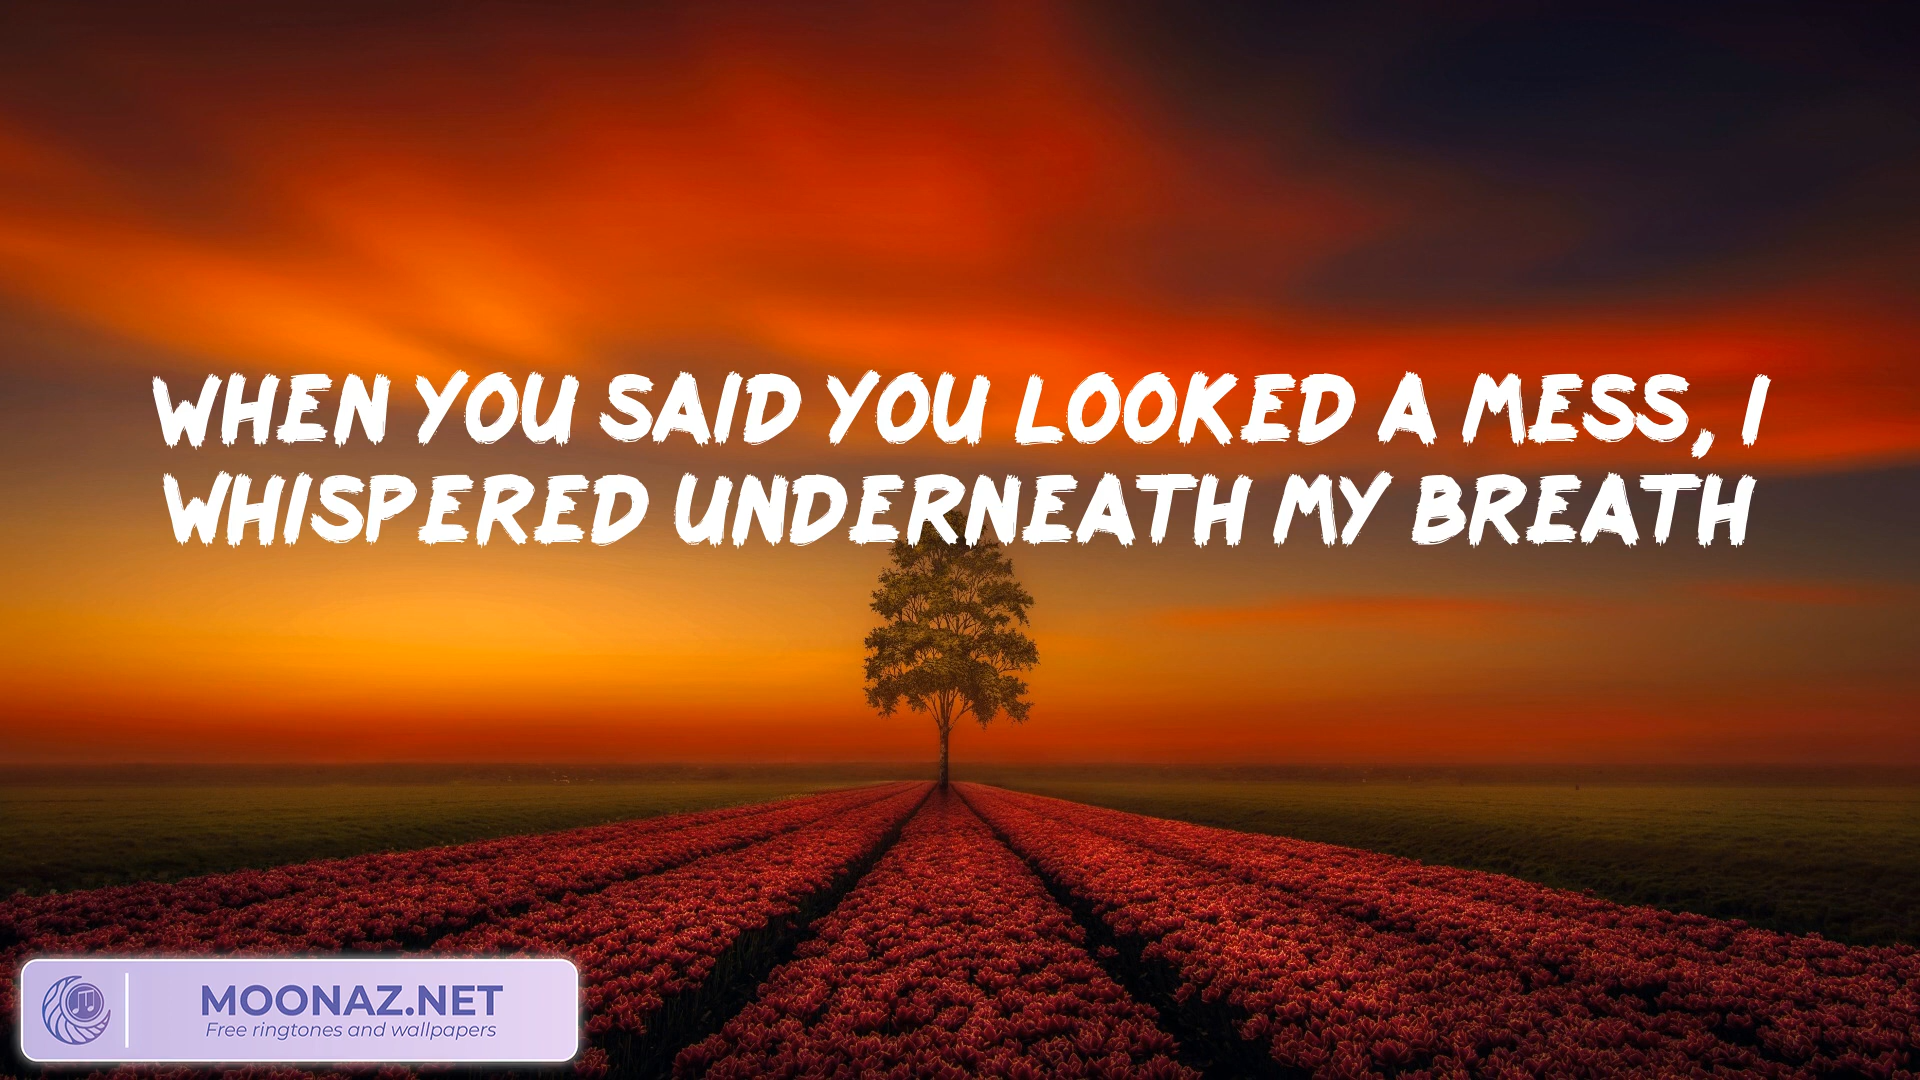 WHEN YOU SAID YOU LOOKED A MESS, I
WHISPERED UNDERNEATH MY BREATH
MOONAZ.NET
Free ringtones and wallpapers